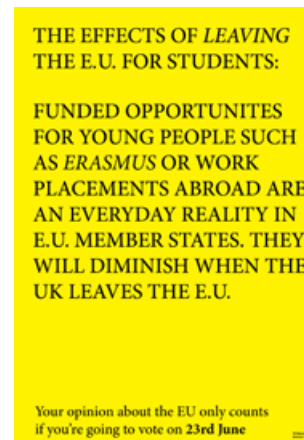 THE EFFECTS OF LEAVING
THE E.U. FOR STUDENTS:
FUNDED OPPORTUNITES
FOR YOUNG PEOPLE SUCH
AS ERASMUS OR WORK
PLACEMENTS ABROAD ARE
AN EVERYDAY REALITY IN
E.U. MEMBER STATES. THEY
WILL DIMINISH WHEN THE
UK LEAVES THE E.U.
Your opinion about the EU only counts
if you're going to vote on 23rd June